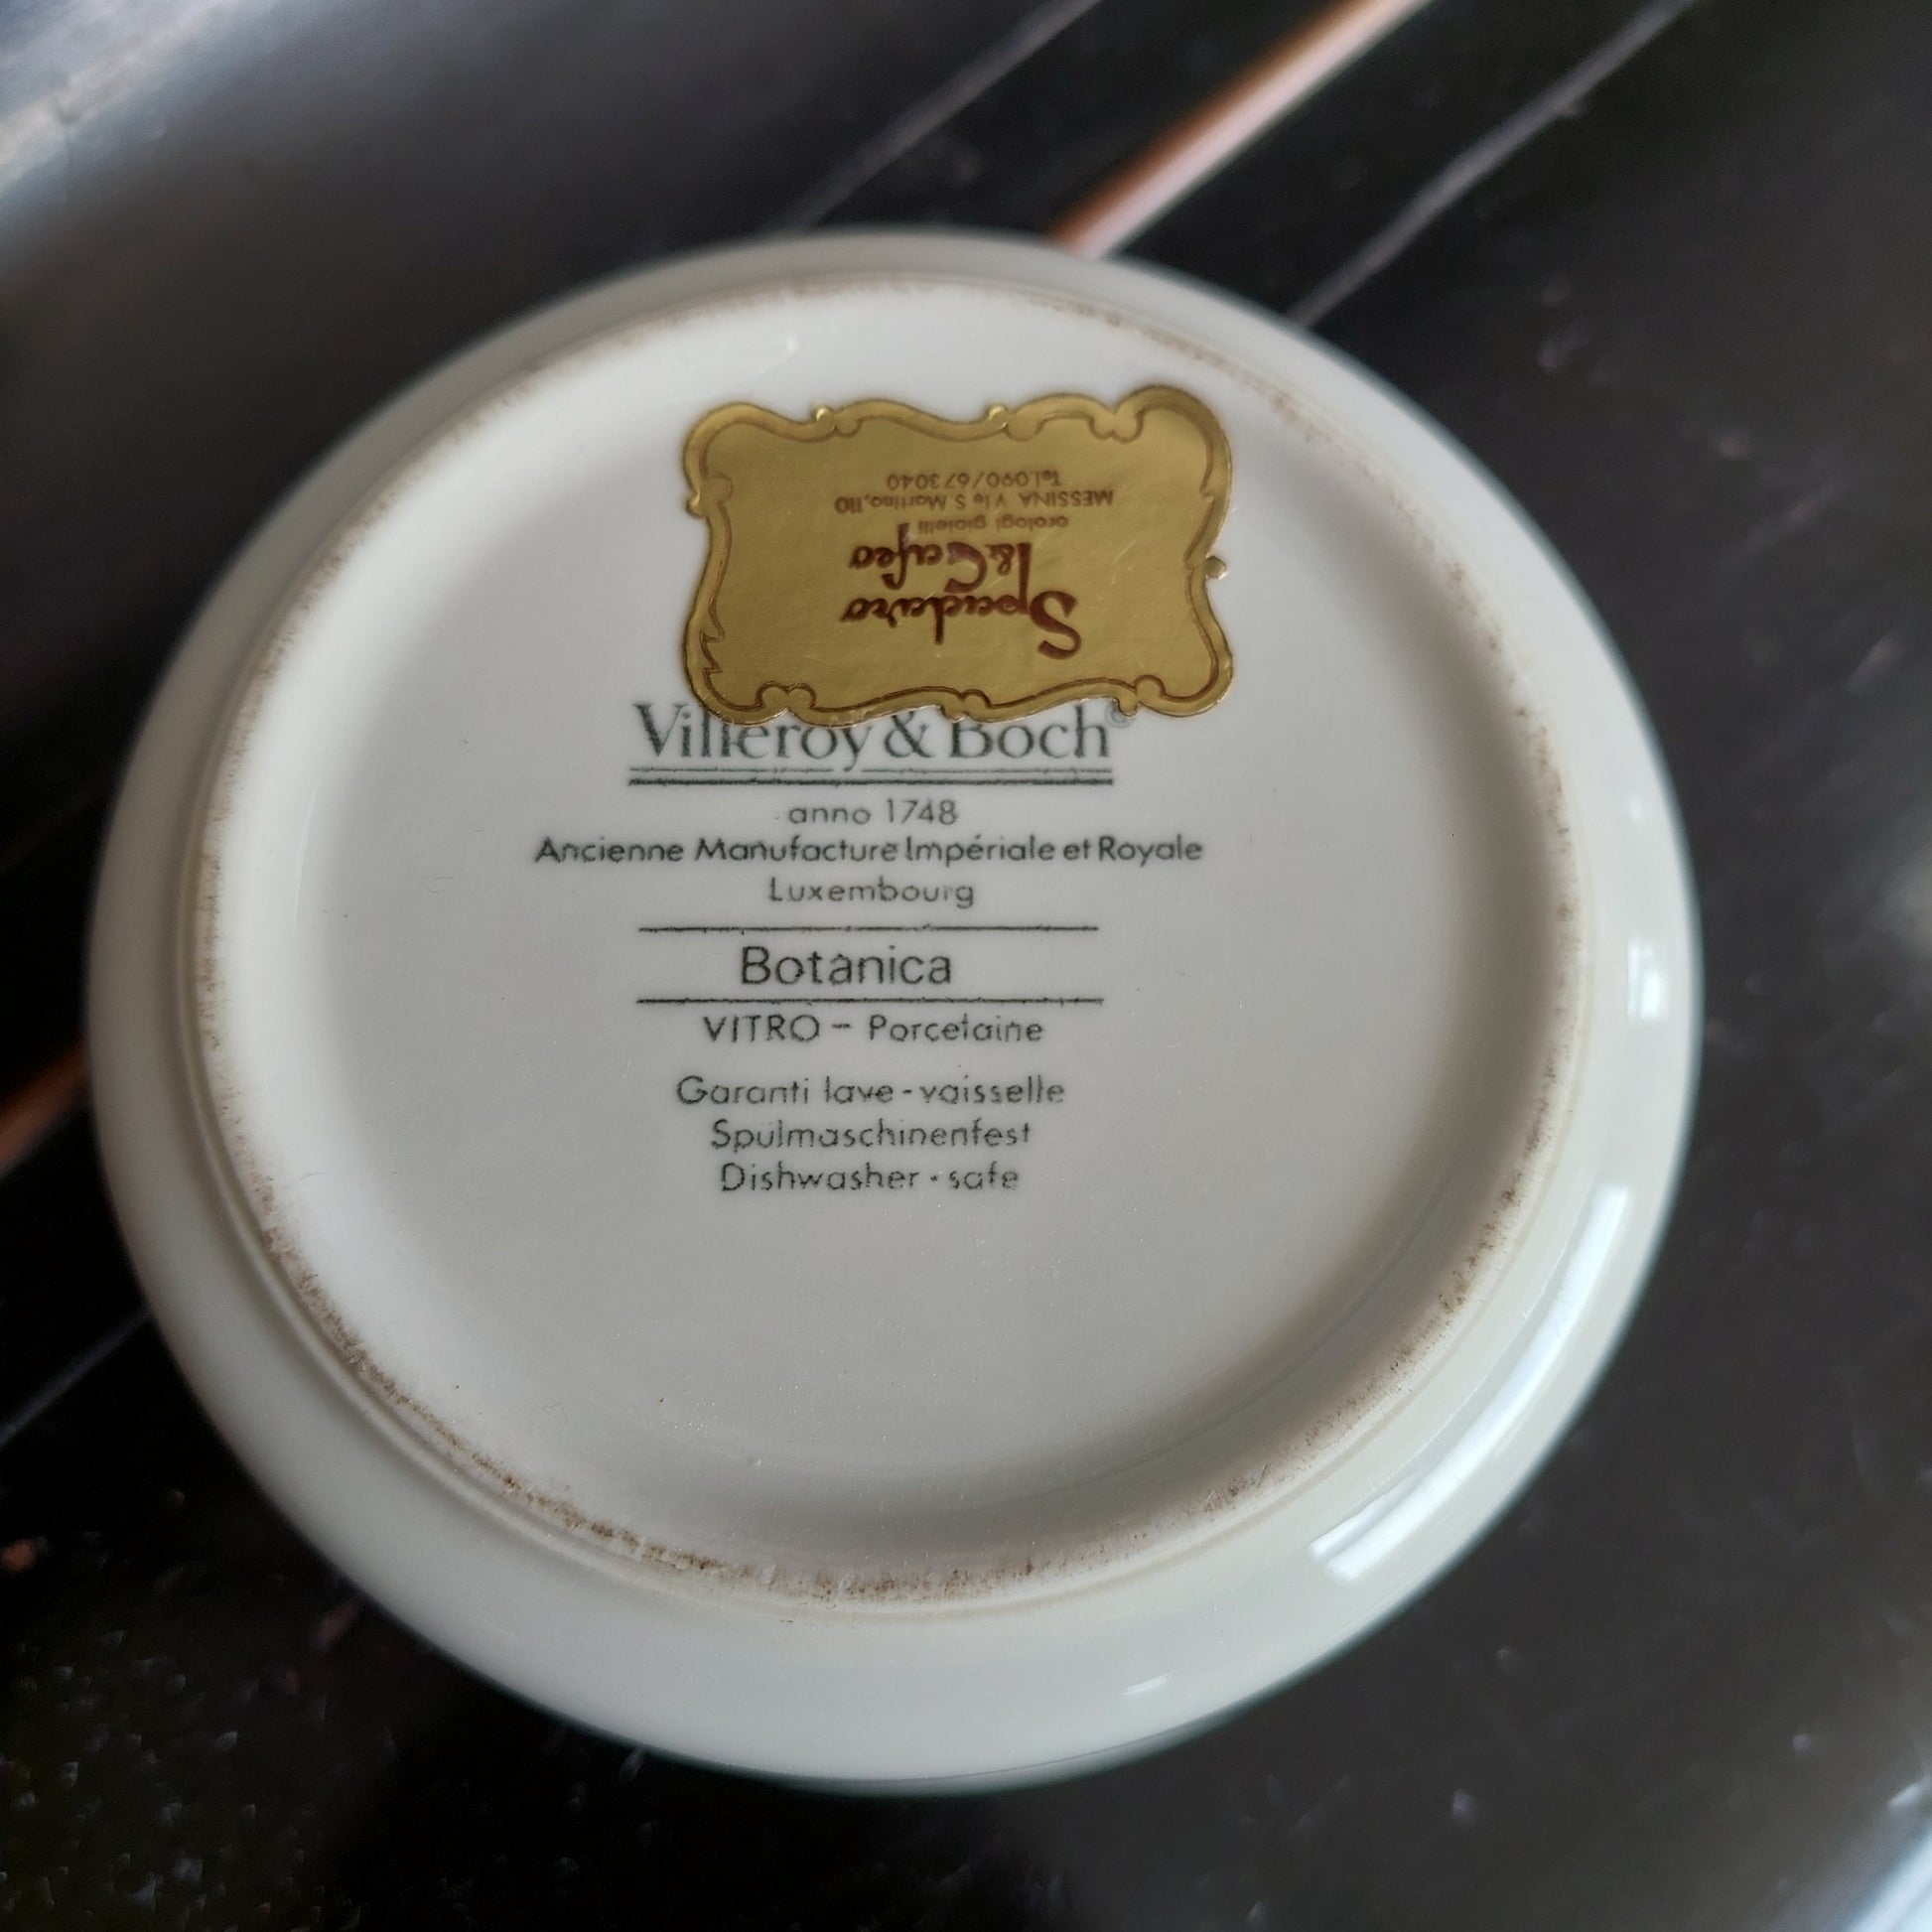 Spadaro
& Cafeo
orologi gioielli
MESSINA V.le S. Martino, 110
Tel. 090/673040
Villeroy & Boch©
anno 1748
Ancienne Manufacture Impériale et Royale
Luxembourg
Botanica
VITRO - Porcelaine
Garanti lave-vaisselle
Spülmaschinenfest
Dishwasher-safe